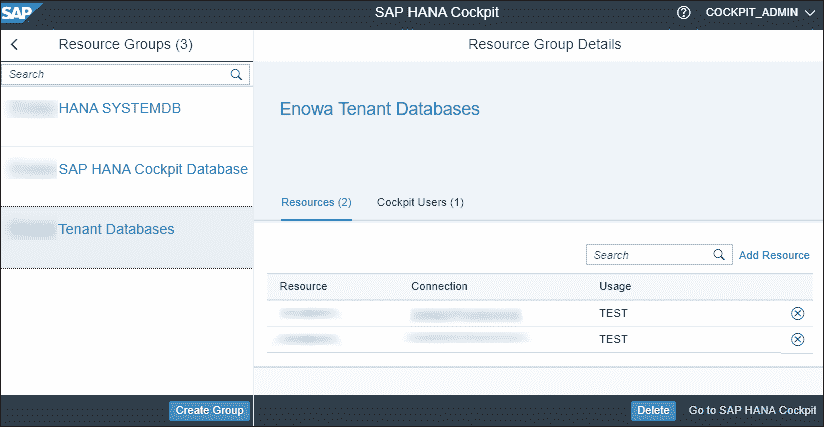 SAP SAP HANA Cockpit COCKPIT_ADMIN
Resource Groups (3)
Search
HANA SYSTEMDB
SAP HANA Cockpit Database
Tenant Databases
Create Group
Resource Group Details
Enowa Tenant Databases
Resources (2) Cockpit Users (1)
Search Add Resource
Resource Connection Usage
TEST
TEST
Delete Go to SAP HANA Cockpit